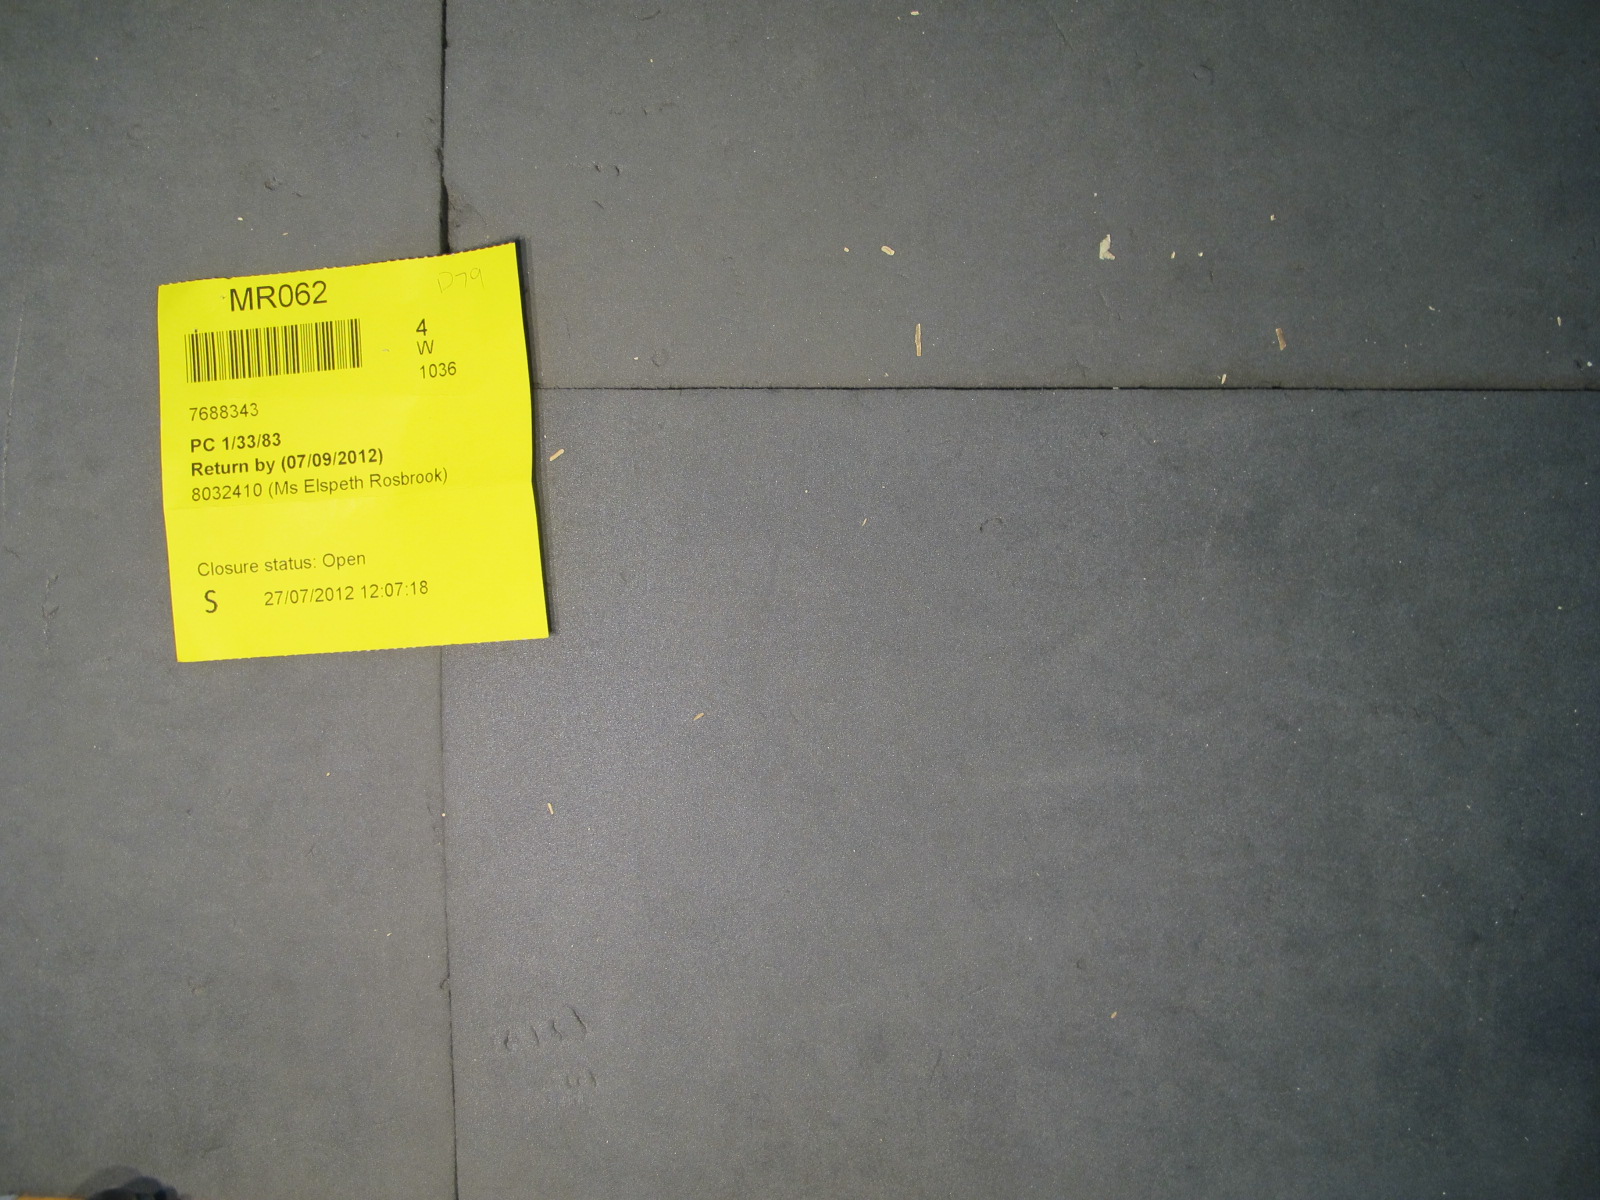 MR062
D79
4
W
1036
7688343
PC 1/33/83
Return by (07/09/2012)
8032410 (Ms Elspeth Rosbrook)
Closure status: Open
S 27/07/2012 12:07:18